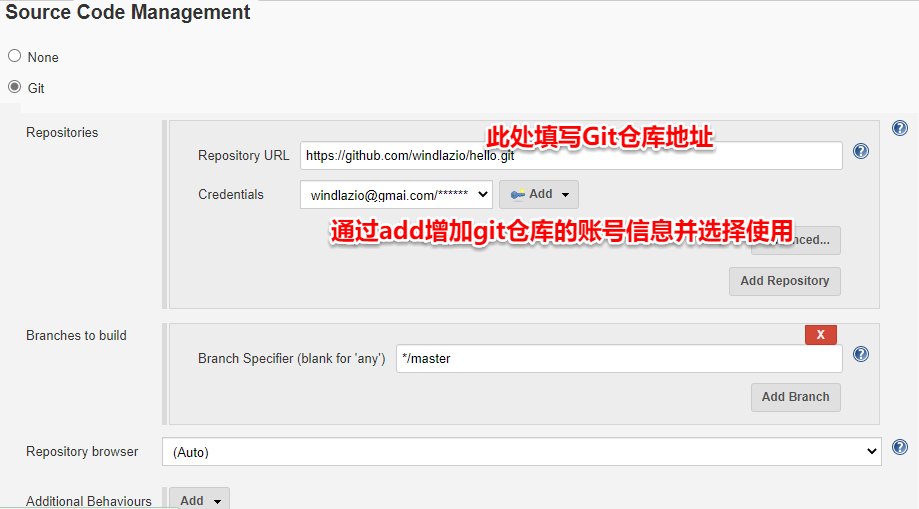 Source Code Management
None
Git
Repositories
此处填写Git仓库地址
Repository URL
https://github.com/windlazio/hello.git
Credentials
windlazio@gmai.com/******
Add
通过add增加git仓库的账号信息并选择使用
nced...
Add Repository
Branches to build
X
Branch Specifier (blank for 'any')
*/master
Add Branch
Repository browser
(Auto)
Additional Behaviours
Add